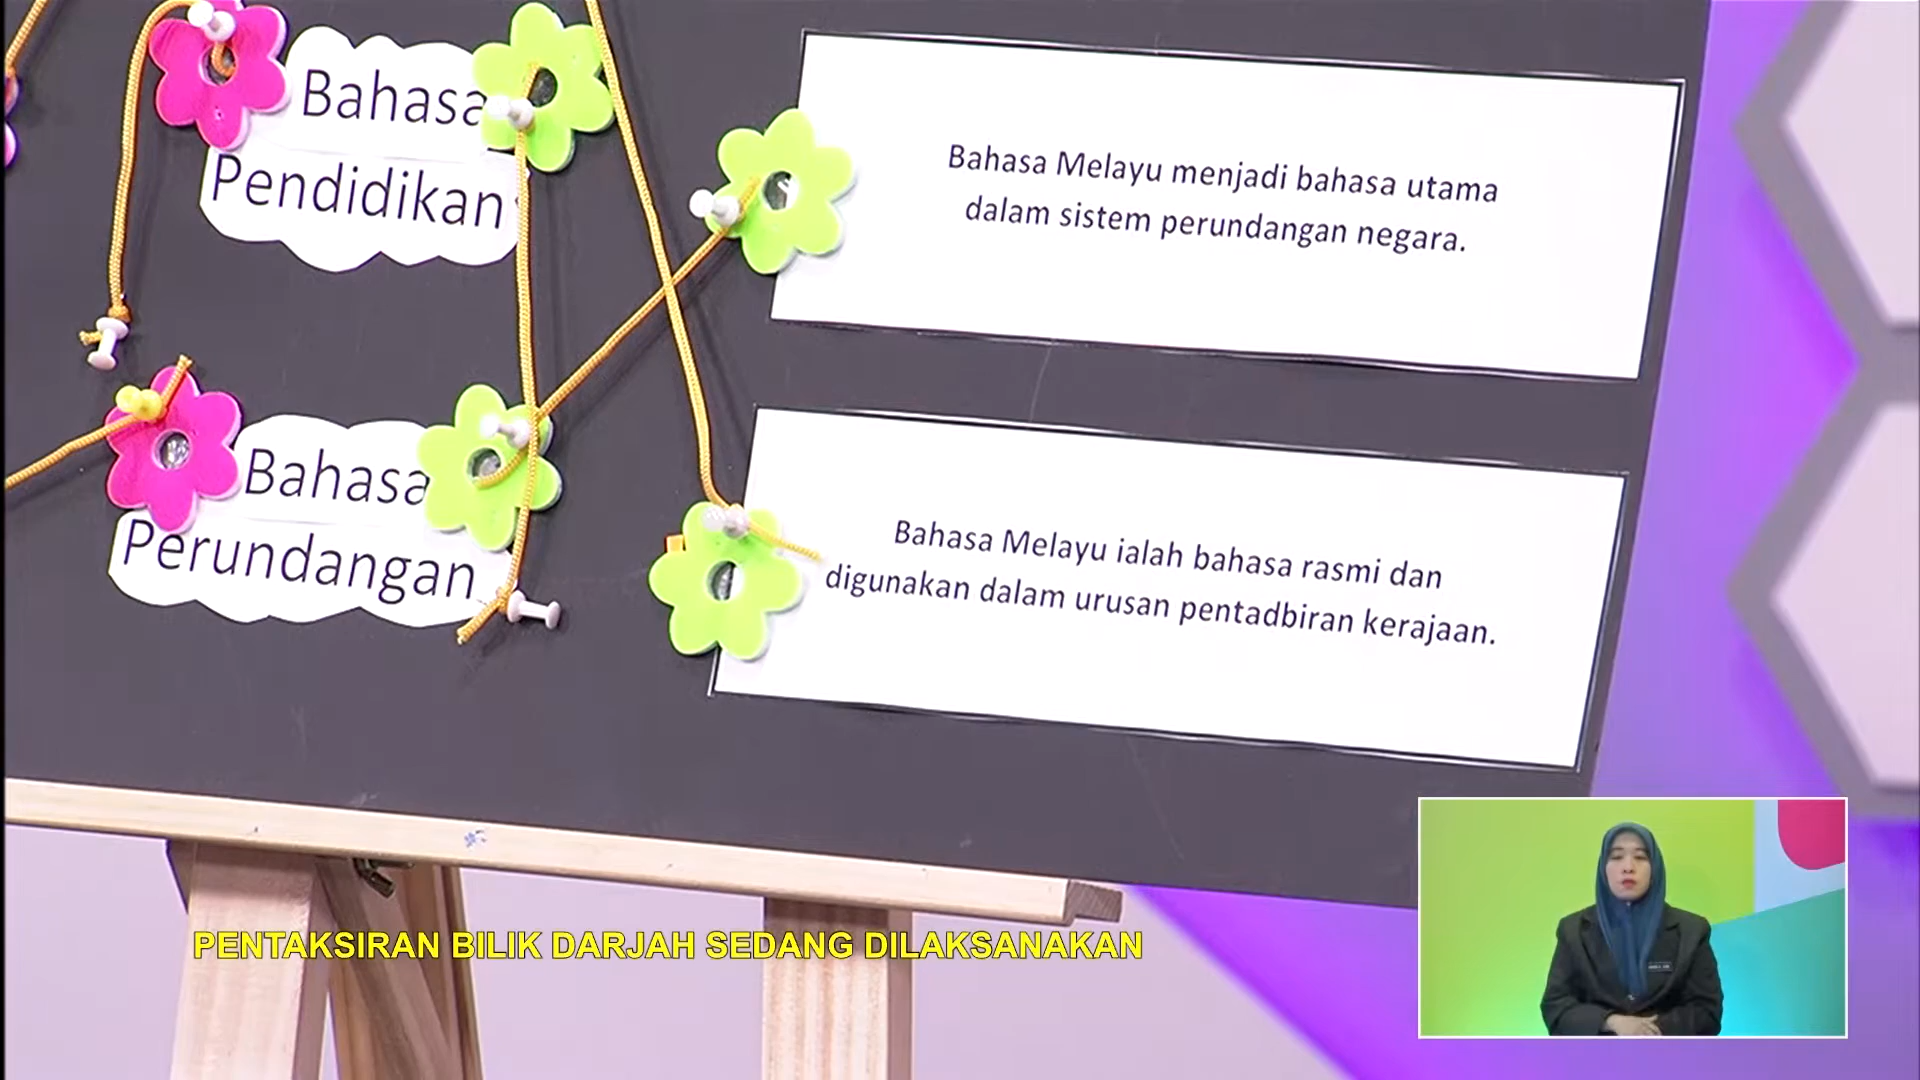 Bahasa
Pendidikan
Bahasa Melayu menjadi bahasa utama
dalam sistem perundangan negara.
Bahasa
Perundangan
Bahasa Melayu ialah bahasa rasmi dan
digunakan dalam urusan pentadbiran kerajaan.
PENTAKSIRAN BILIK DARJAH SEDANG DILAKSANAKAN